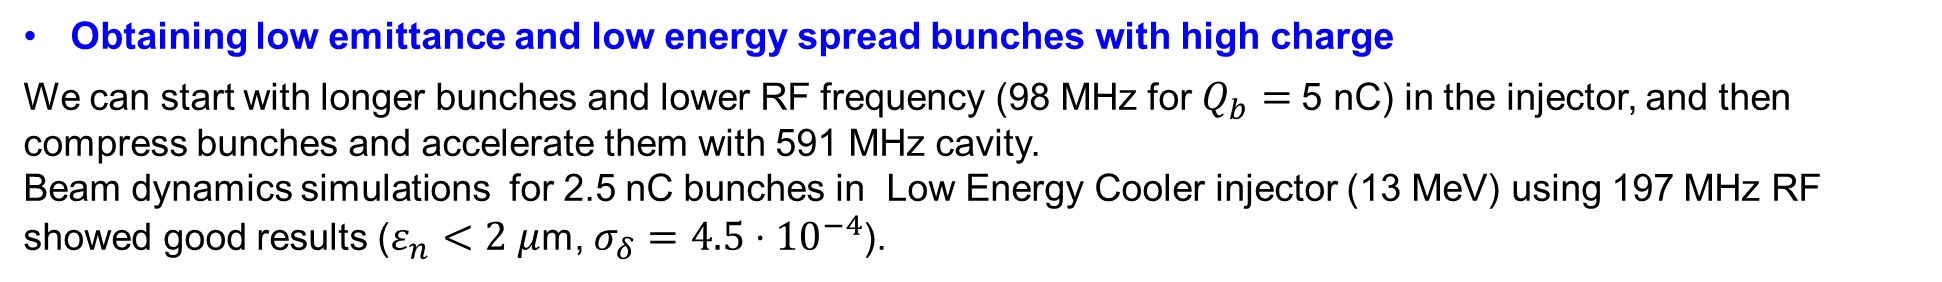 • Obtaining low emittance and low energy spread bunches with high charge
We can start with longer bunches and lower RF frequency (98 MHz for 𝑄𝑏 = 5 nC) in the injector, and then
compress bunches and accelerate them with 591 MHz cavity.
Beam dynamics simulations for 2.5 nC bunches in Low Energy Cooler injector (13 MeV) using 197 MHz RF
showed good results (𝜀𝑛 < 2 𝜇m, 𝜎𝛿 = 4.5 · 10⁻⁴).